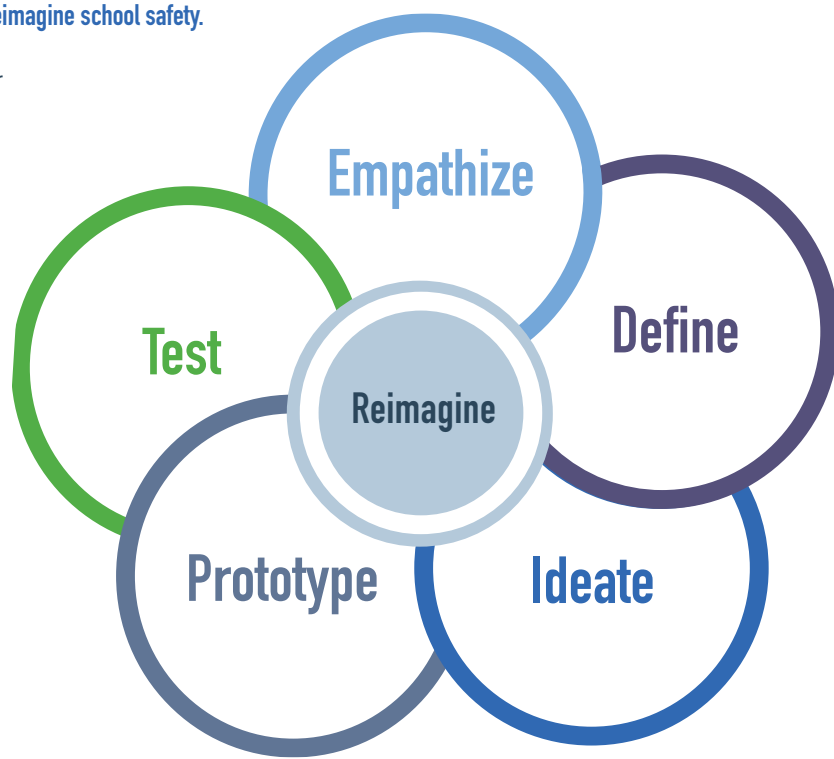 eimagine school safety.
Empathize
Define
Ideate
Prototype
Test
Reimagine